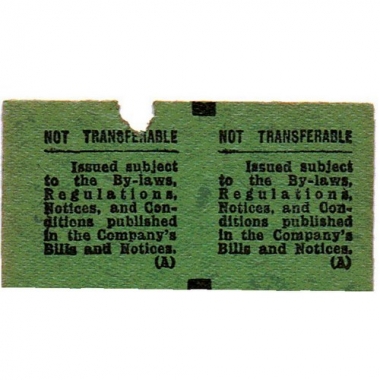 NOT TRANSFERABLE
Issued subject
to the By-laws,
Regulations,
Notices, and Con-
ditions published
in the Company's
Bills and Notices.
(A)
NOT TRANSFERABLE
Issued subject
to the By-laws,
Regulations,
Notices, and Con-
ditions published
in the Company's
Bills and Notices.
(A)